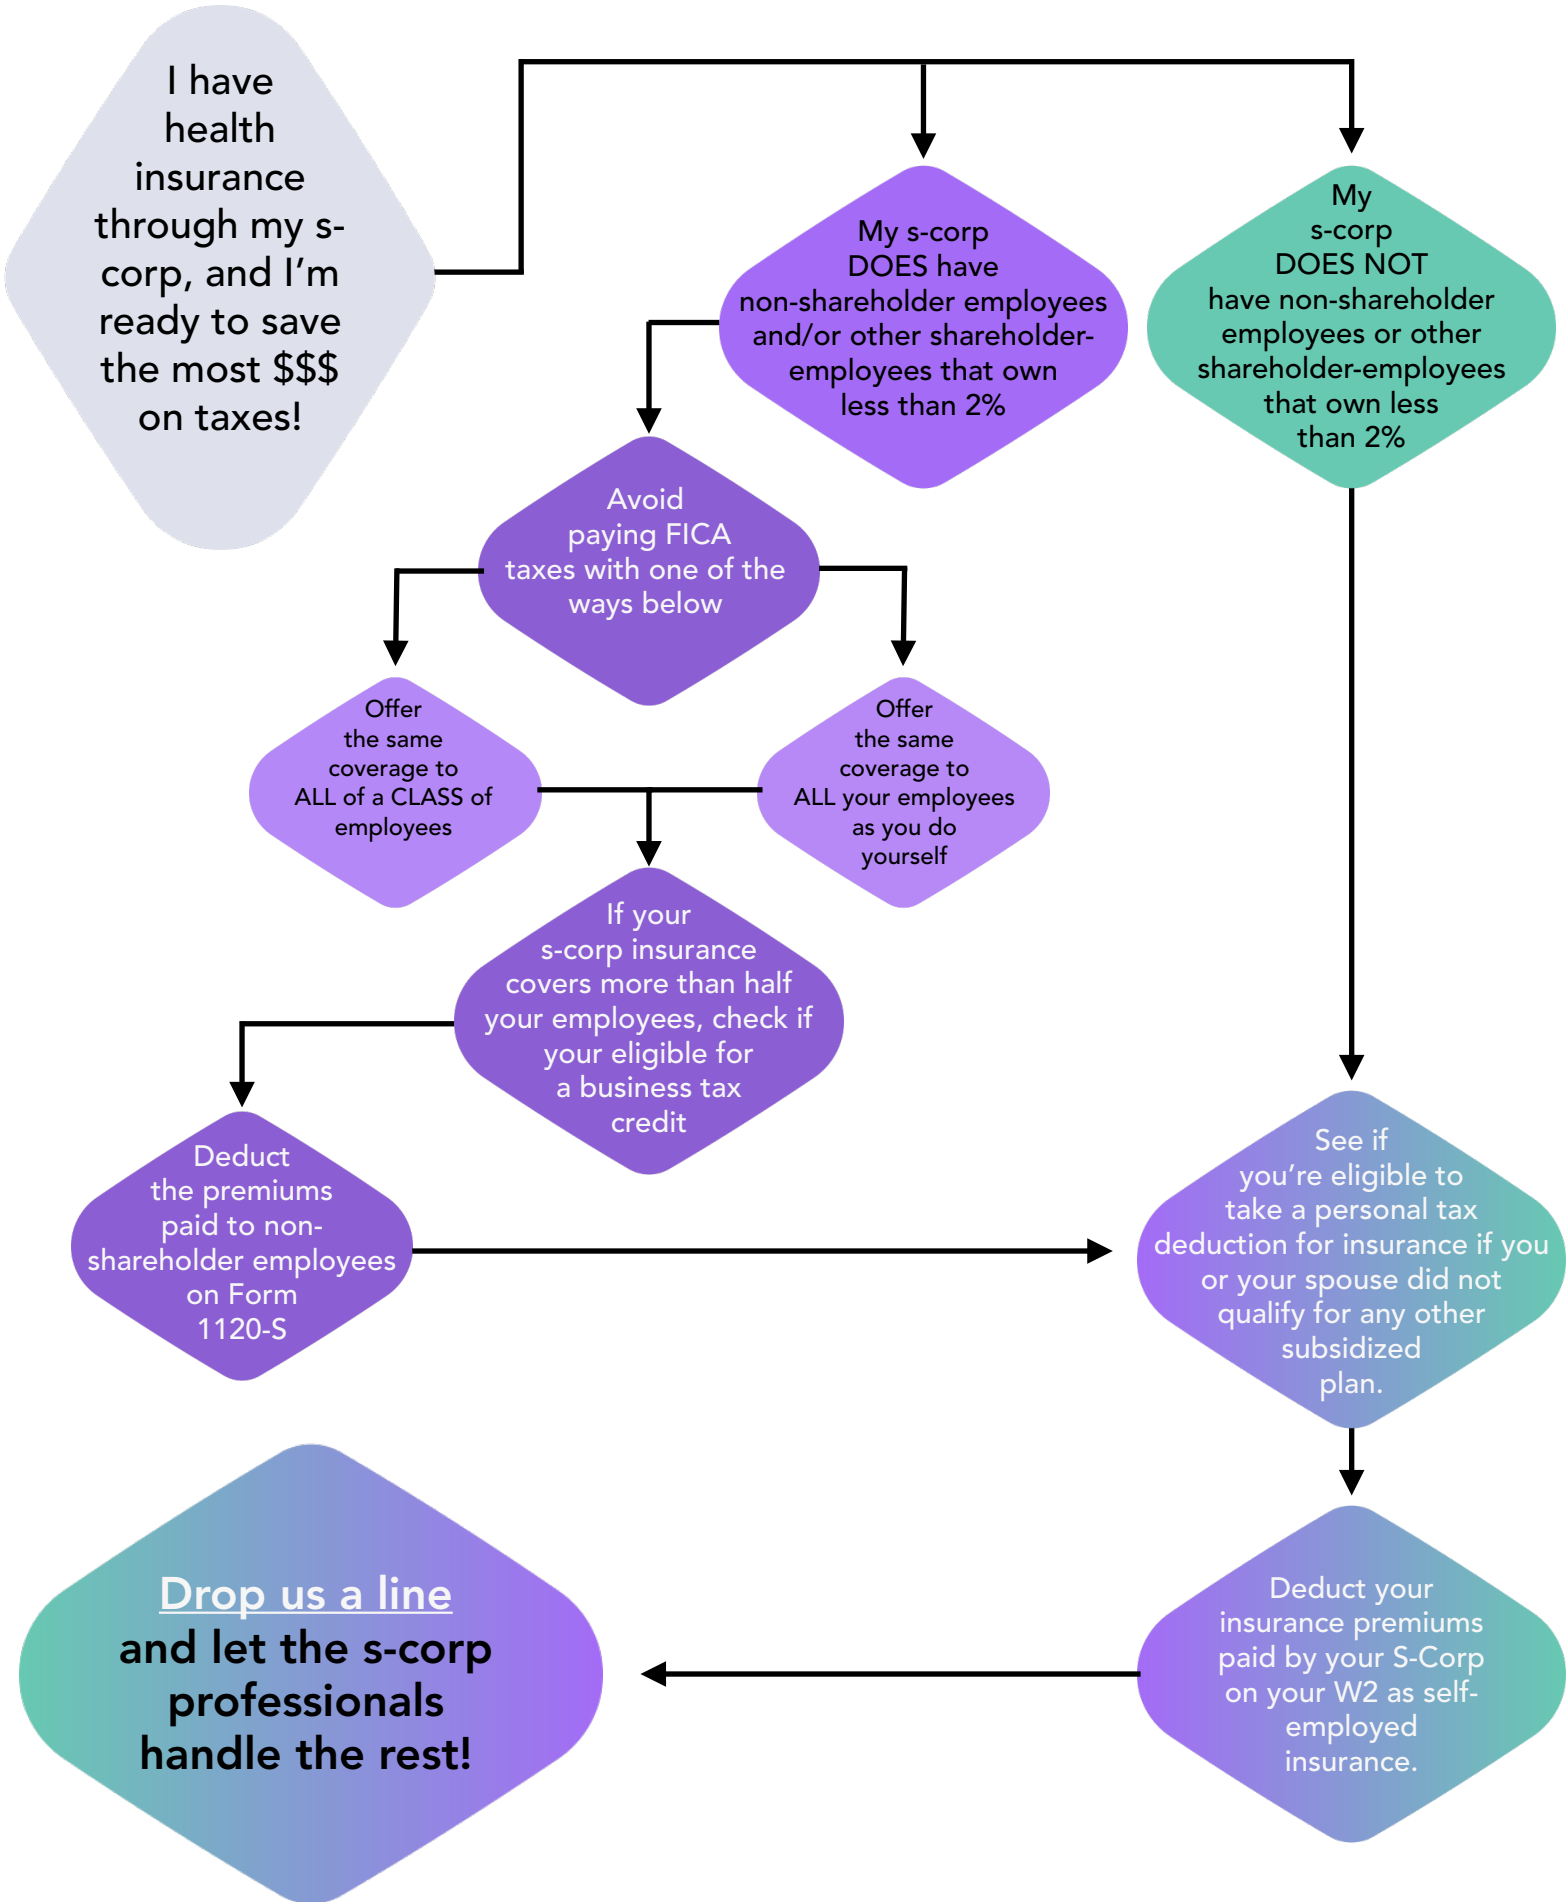 I have
health
insurance
through my s-
corp, and I’m
ready to save
the most $$$
on taxes!
My s-corp
DOES have
non-shareholder employees
and/or other shareholder-
employees that own
less than 2%
My
s-corp
DOES NOT
have non-shareholder
employees or other
shareholder-employees
that own less
than 2%
Avoid
paying FICA
taxes with one of the
ways below
Offer
the same
coverage to
ALL of a CLASS of
employees
Offer
the same
coverage to
ALL your employees
as you do
yourself
If your
s-corp insurance
covers more than half
your employees, check if
your eligible for
a business tax
credit
Deduct
the premiums
paid to non-
shareholder employees
on Form
1120-S
See if
you’re eligible to
take a personal tax
deduction for insurance if you
or your spouse did not
qualify for any other
subsidized
plan.
Deduct your
insurance premiums
paid by your S-Corp
on your W2 as self-
employed
insurance.
Drop us a line
and let the s-corp
professionals
handle the rest!